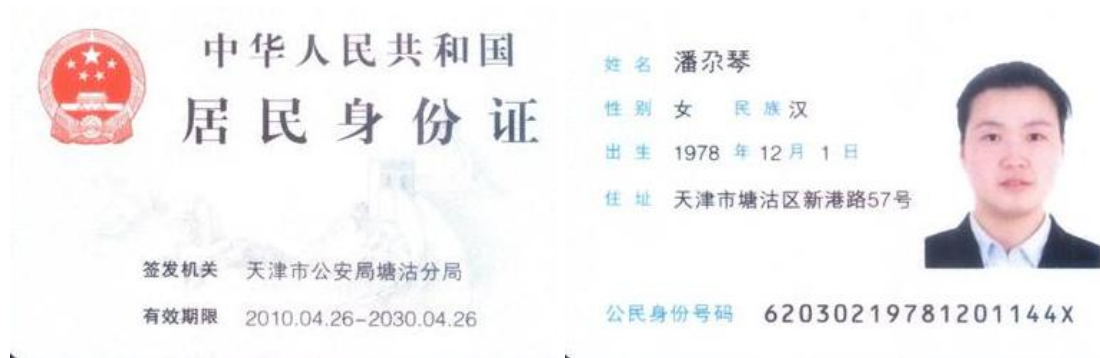 中华人民共和国
居民身份证
签发机关 天津市公安局塘沽分局
有效期限 2010.04.26-2030.04.26
姓名 潘尕琴
性别 女 民族 汉
出生 1978 年 12 月 1 日
住址 天津市塘沽区新港路57号
公民身份号码 62030219781201144X